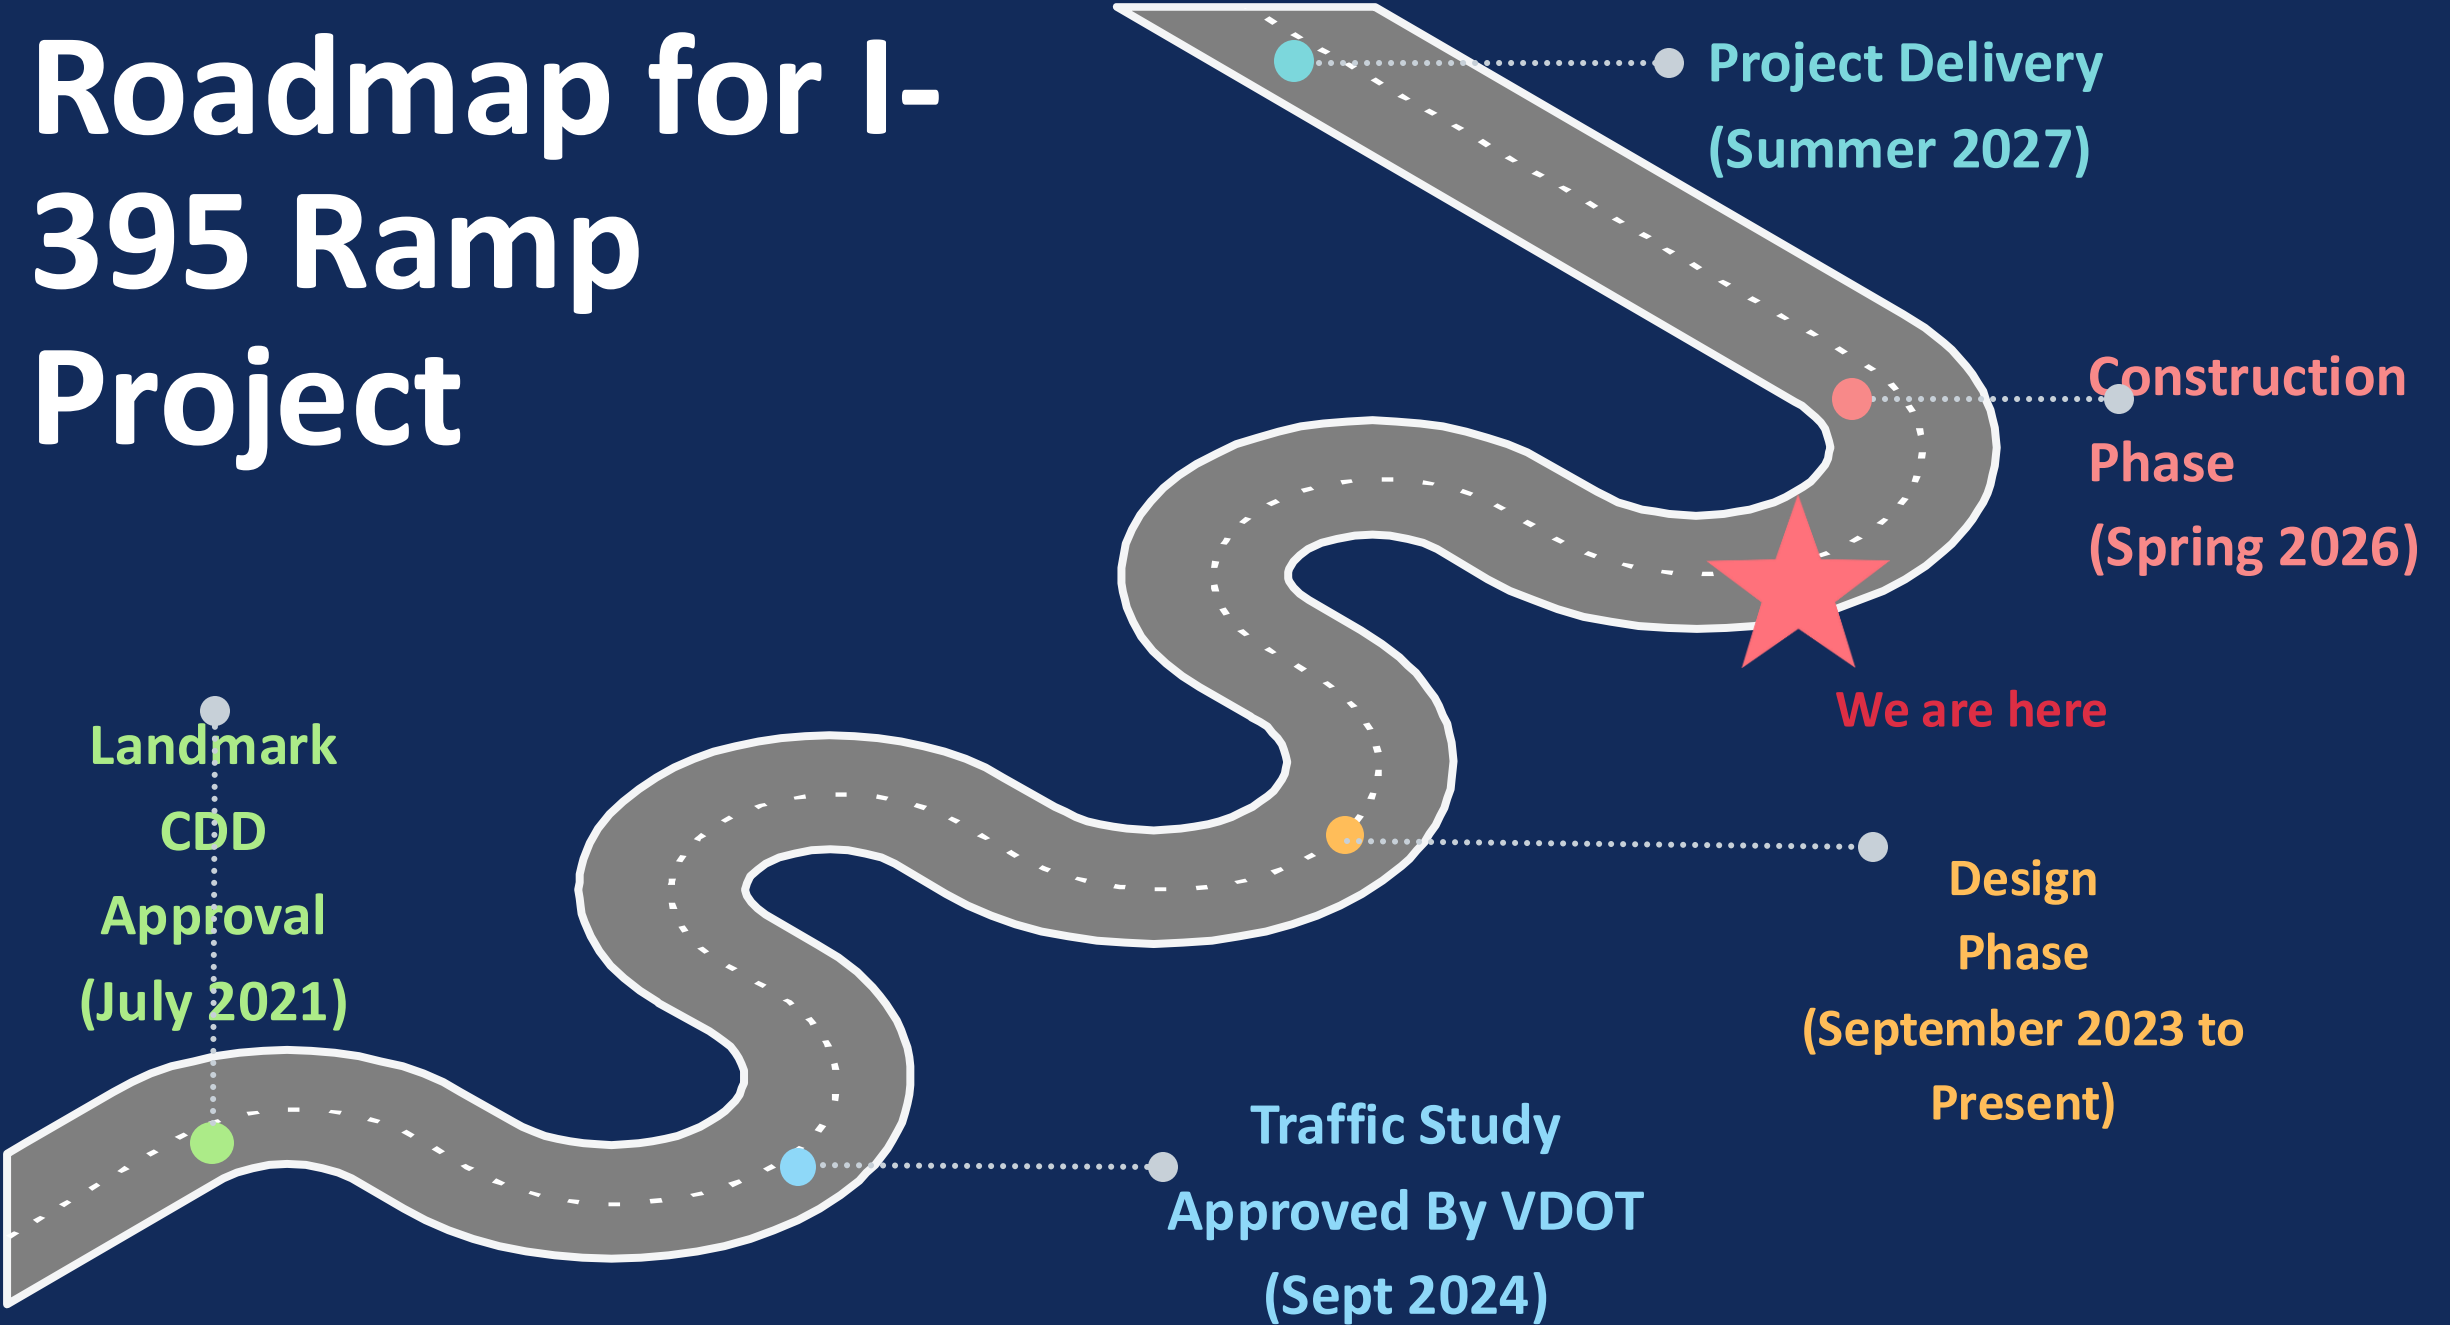 Roadmap for I-
395 Ramp
Project
Project Delivery
(Summer 2027)
Construction
Phase
(Spring 2026)
We are here
Landmark
CDD
Approval
(July 2021)
Design
Phase
(September 2023 to
Present)
Traffic Study
Approved By VDOT
(Sept 2024)